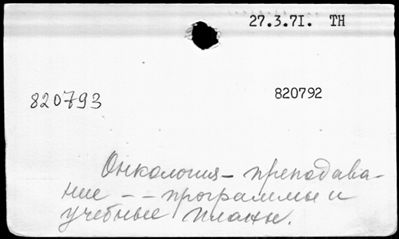 27.3.71. TH
820793
820792
Онкология - преподава-
ние - - программы и
учебные планы.